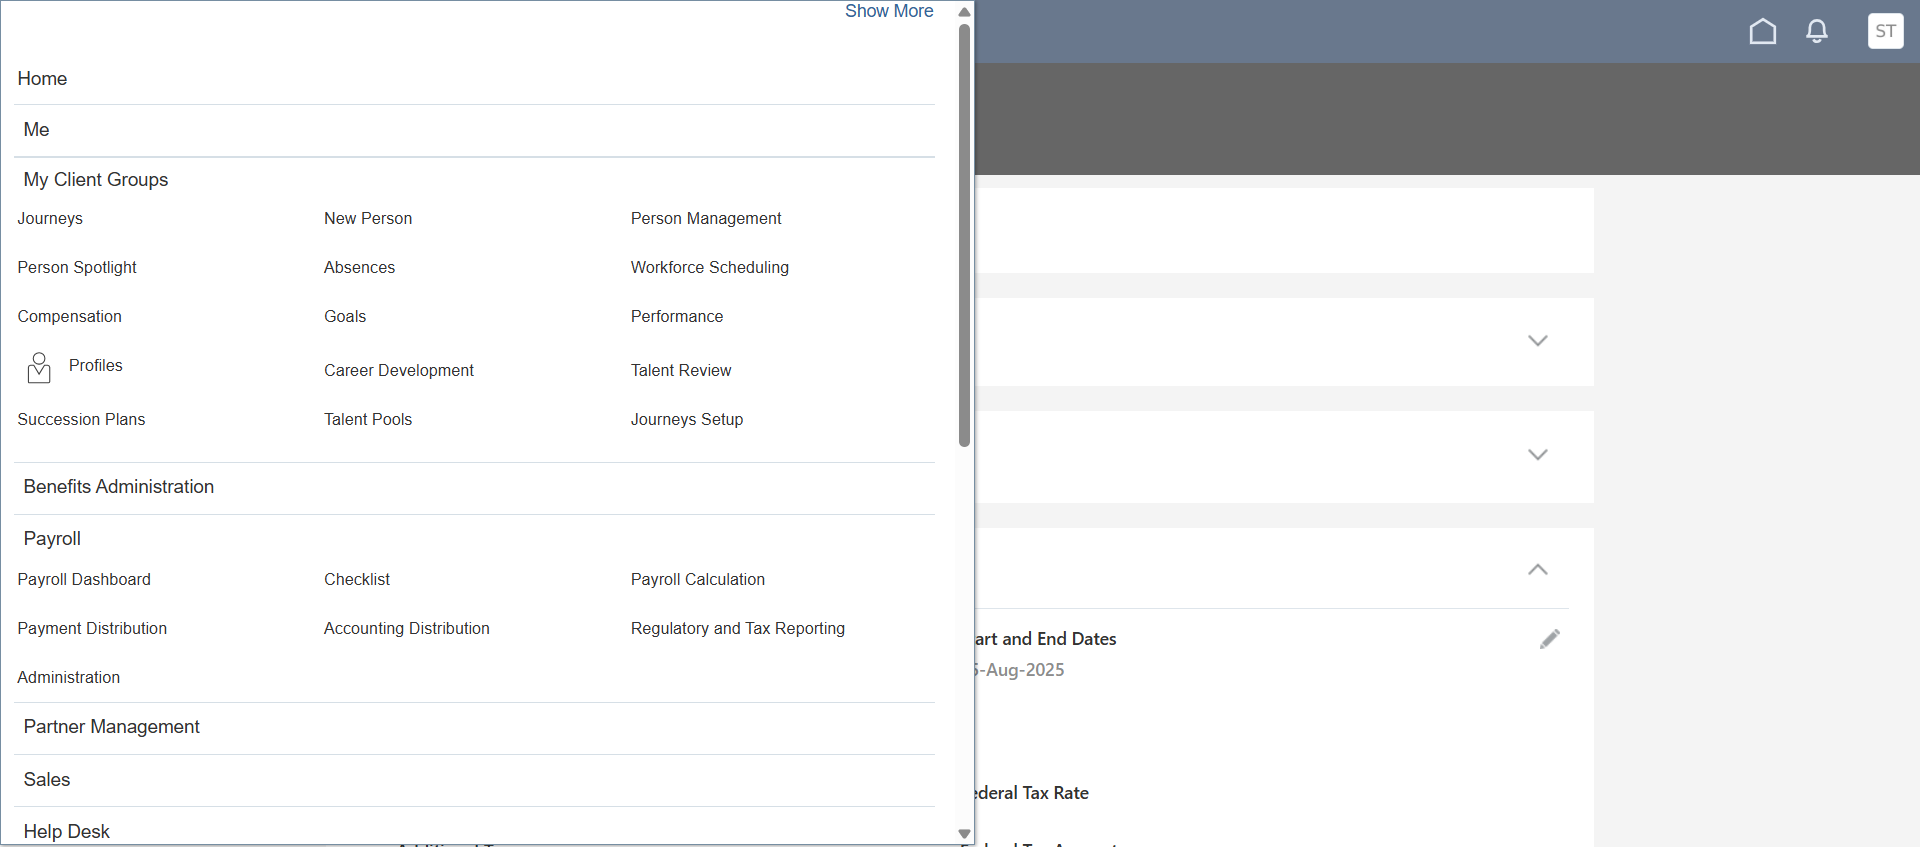 Show More
ST
Home
Me
My Client Groups
Journeys New Person Person Management
Person Spotlight Absences Workforce Scheduling
Compensation Goals Performance
Profiles Career Development Talent Review
Succession Plans Talent Pools Journeys Setup
Benefits Administration
Payroll
Payroll Dashboard Checklist Payroll Calculation
Payment Distribution Accounting Distribution Regulatory and Tax Reporting
Administration
art and End Dates
-Aug-2025
Partner Management
Sales
ederal Tax Rate
Help Desk